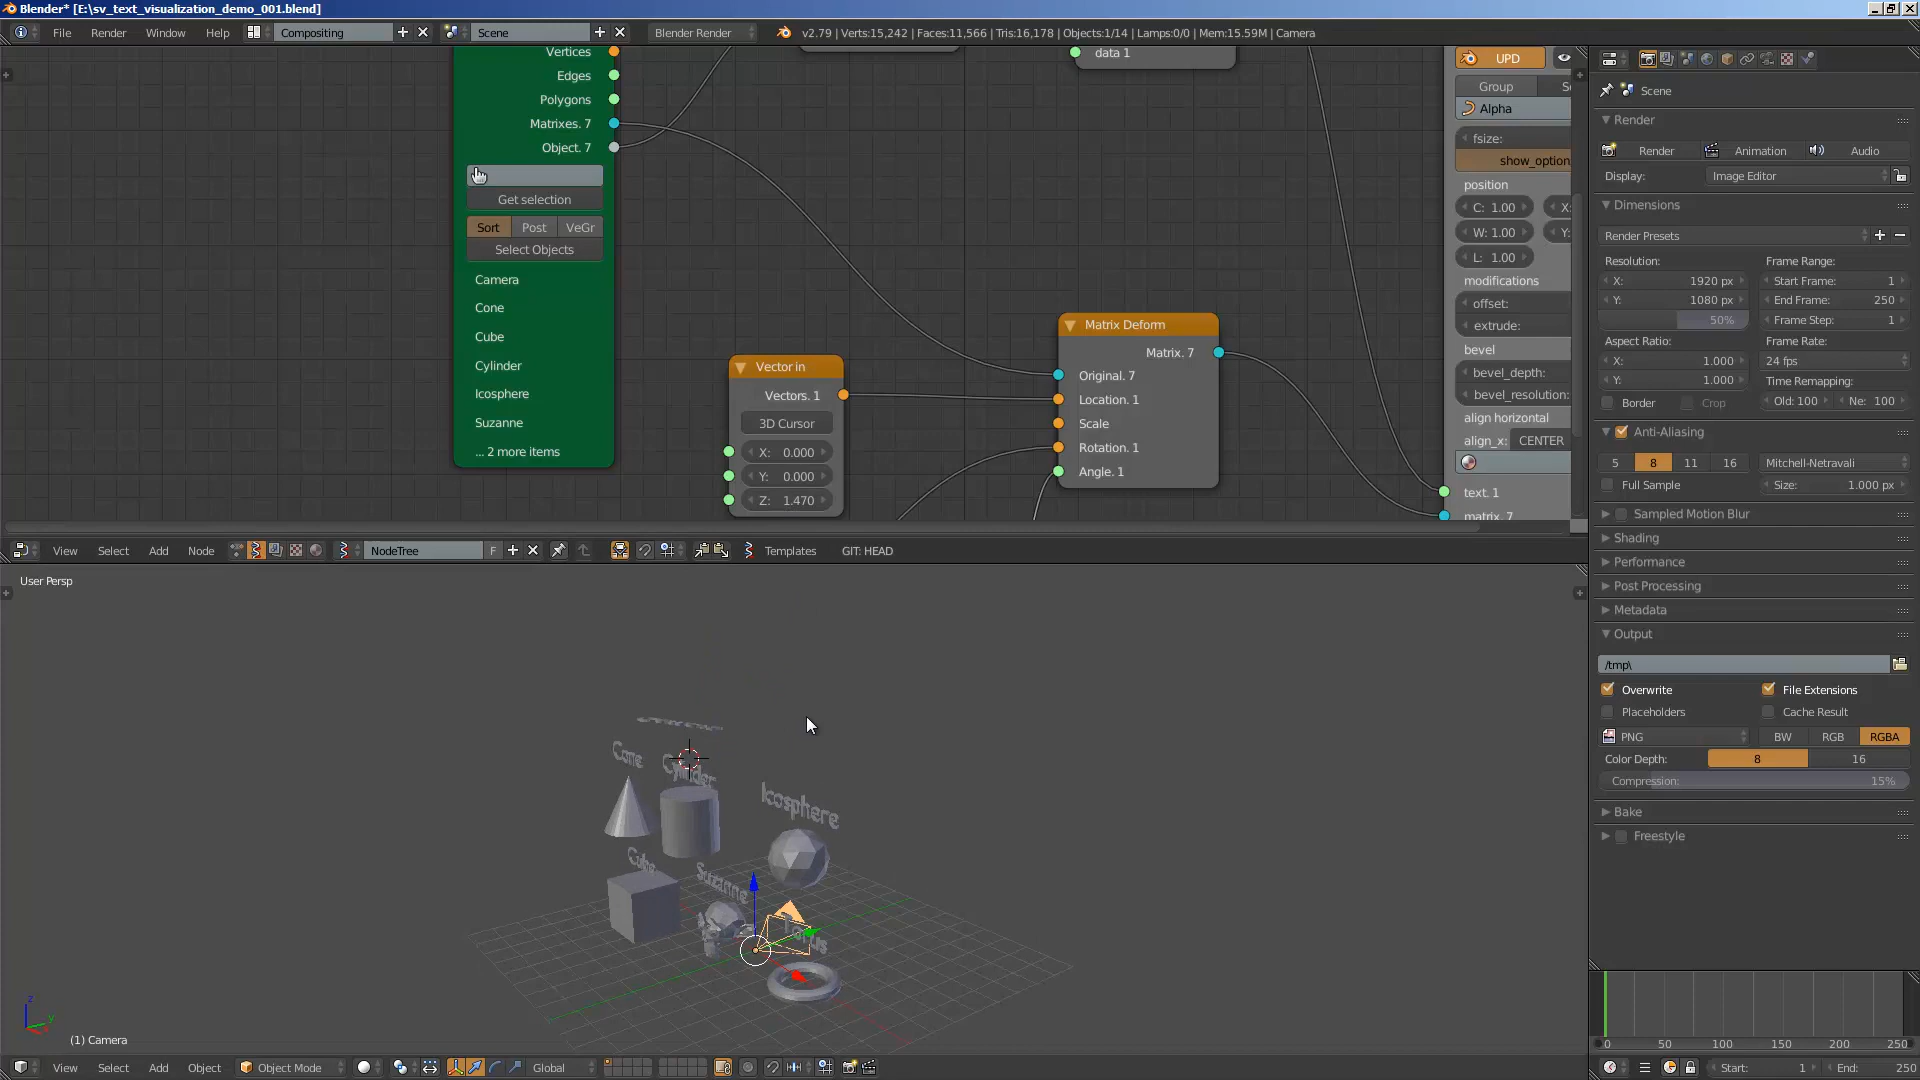 Blender* [E:\sv_text_visualization_demo_001.blend]
File Render Window Help Compositing Scene Blender Render v2.79 | Verts:15,242 | Faces:11,566 | Tris:16,178 | Objects:1/14 | Lamps:0/0 | Mem:15.59M | Camera
Vertices
Edges
Polygons
Matrixes. 7
Object. 7
Get selection
Sort Post VeGr
Select Objects
Camera
Cone
Cube
Cylinder
Icosphere
Suzanne
... 2 more items
Vector in
Vectors. 1
3D Cursor
X: 0.000
Y: 0.000
Z: 1.470
data 1
Matrix Deform
Matrix. 7
Original. 7
Location. 1
Scale
Rotation. 1
Angle. 1
UPD
Group
Alpha
fsize:
show_option
position
C: 1.00 X:
W: 1.00 Y:
L: 1.00
modifications
offset:
extrude:
bevel
bevel_depth:
bevel_resolution:
align horizontal
align_x: CENTER
text. 1
matrix. 7
View Select Add Node NodeTree F Templates GIT: HEAD
User Persp
Cone
Cylinder
Icosphere
Cube
Suzanne
Torus
(1) Camera
View Select Add Object Object Mode Global
Scene
Render
Render Animation Audio
Display: Image Editor
Dimensions
Render Presets
Resolution: Frame Range:
X: 1920 px Start Frame: 1
Y: 1080 px End Frame: 250
50% Frame Step: 1
Aspect Ratio: Frame Rate:
X: 1.000 24 fps
Y: 1.000 Time Remapping:
Border Crop Old: 100 Ne: 100
Anti-Aliasing
5 8 11 16 Mitchell-Netravali
Full Sample Size: 1.000 px
Sampled Motion Blur
Shading
Performance
Post Processing
Metadata
Output
/tmp\
Overwrite File Extensions
Placeholders Cache Result
PNG BW RGB RGBA
Color Depth: 8 16
Compression: 15%
Bake
Freestyle
0 50 100 150 200 250
Start: 1 End: 250